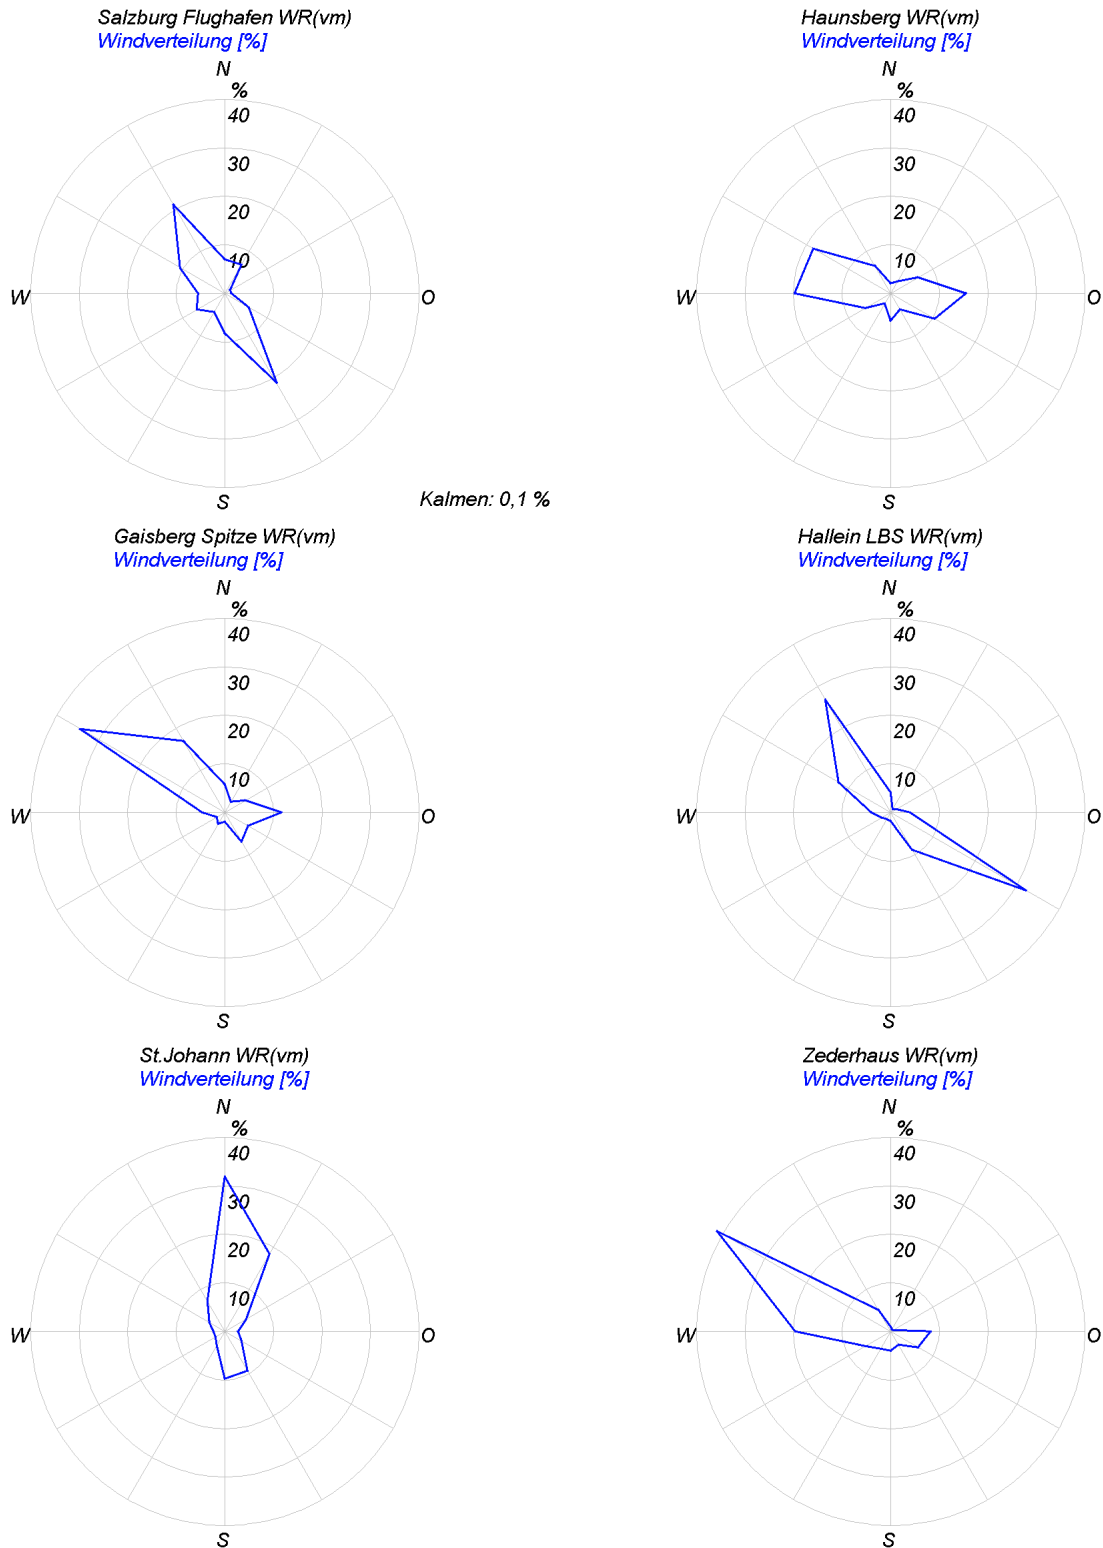 Salzburg Flughafen WR(vm)
Windverteilung [%]
N
%
40
30
20
10
W
O
S
Haunsberg WR(vm)
Windverteilung [%]
N
%
40
30
20
10
W
O
S
Kalmen: 0,1 %
Gaisberg Spitze WR(vm)
Windverteilung [%]
N
%
40
30
20
10
W
O
S
Hallein LBS WR(vm)
Windverteilung [%]
N
%
40
30
20
10
W
O
S
St.Johann WR(vm)
Windverteilung [%]
N
%
40
30
20
10
W
O
S
Zederhaus WR(vm)
Windverteilung [%]
N
%
40
30
20
10
W
O
S